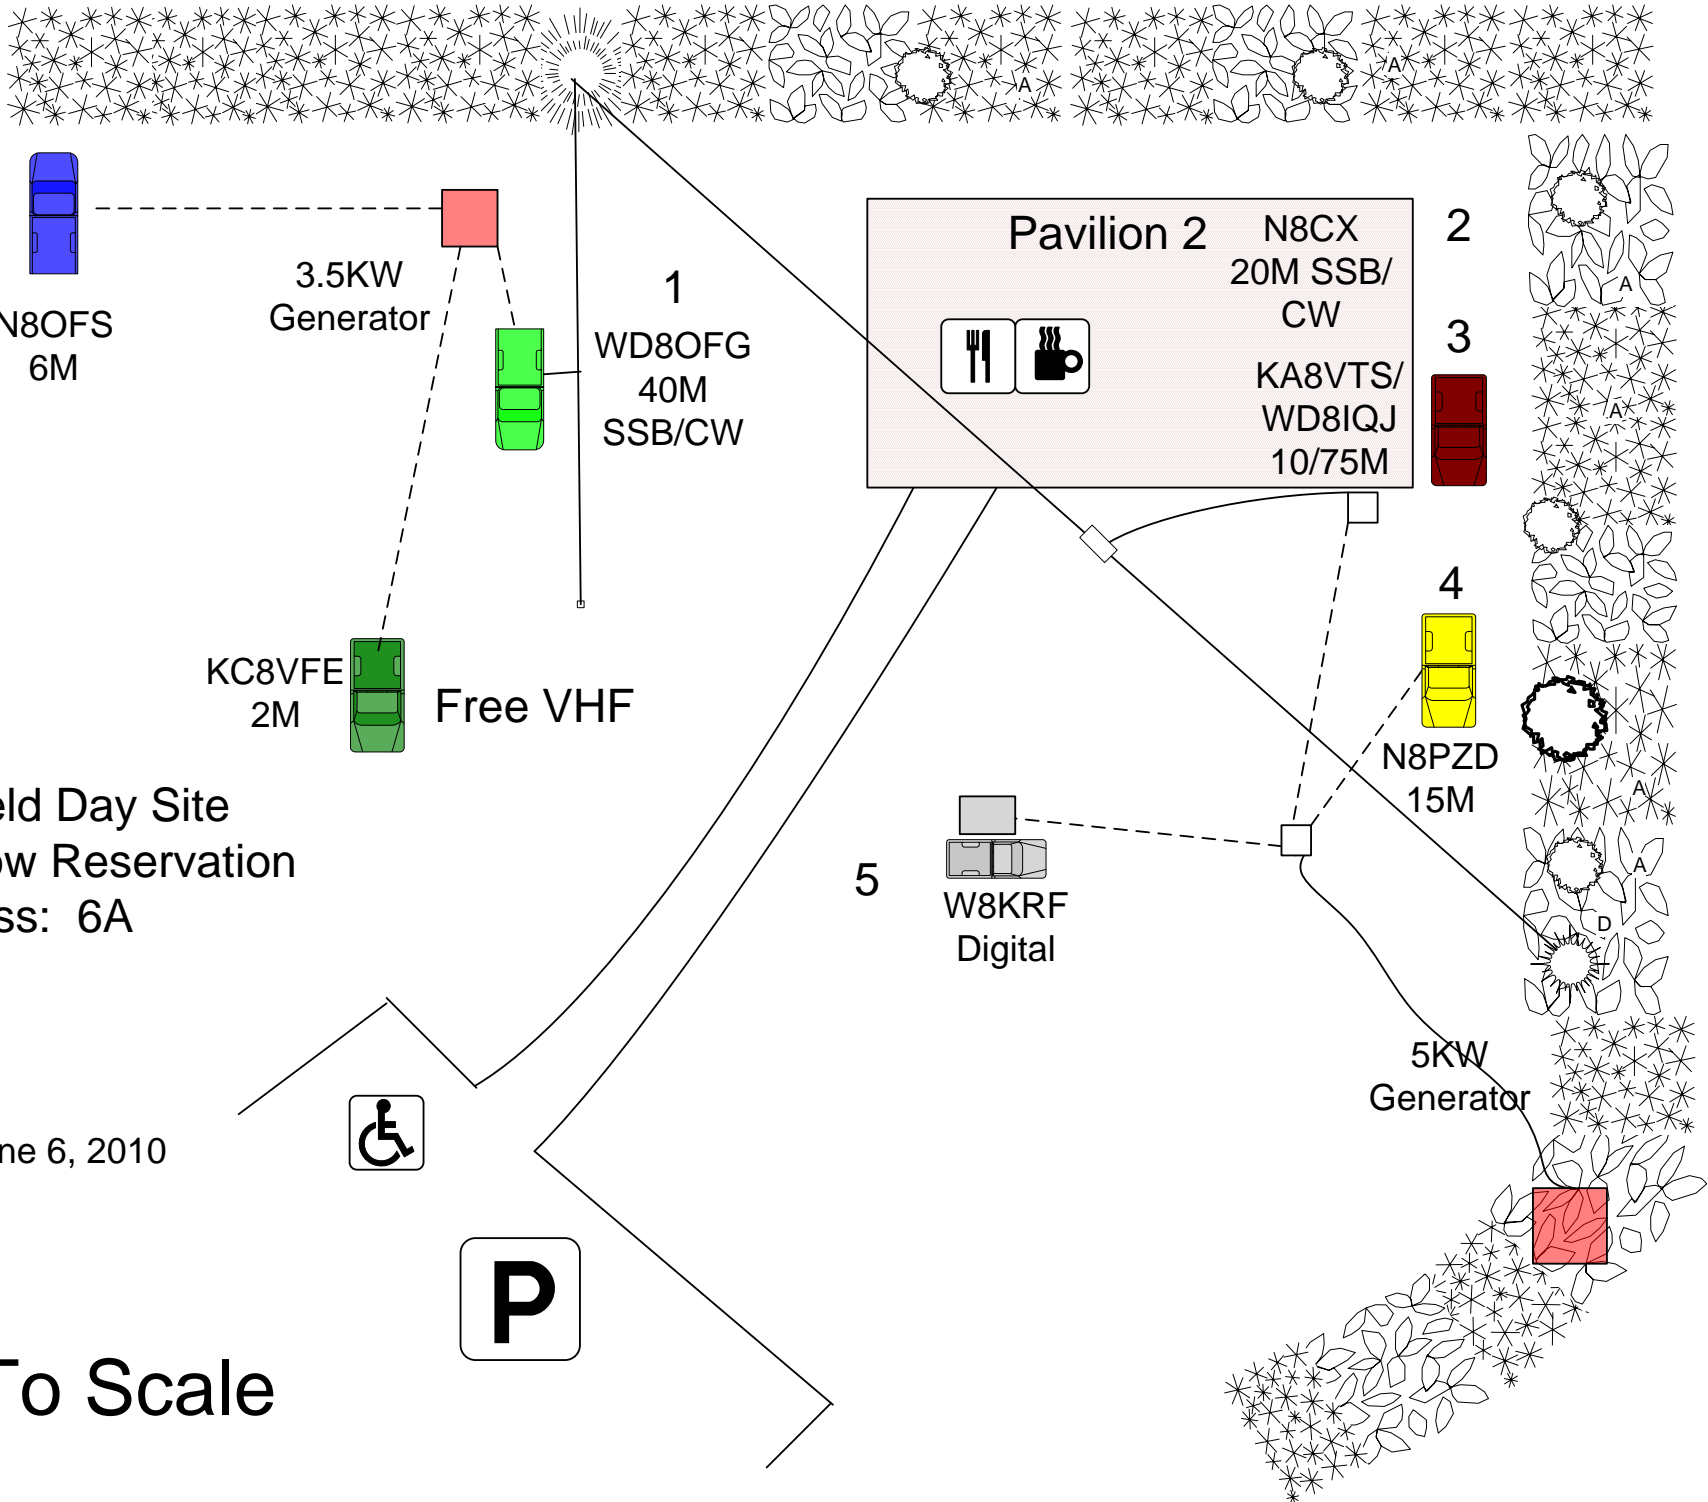 A
A
Pavilion 2
N8CX
20M SSB/
CW
2
3.5KW
Generator
1
WD8OFG
40M
SSB/CW
N8OFS
6M
3
KA8VTS/
WD8IQJ
10/75M
A
A
4
KC8VFE
2M
Free VHF
N8PZD
15M
A
eld Day Site
ow Reservation
ss: 6A
5
W8KRF
Digital
A
D
5KW
Generator
ne 6, 2010
P
To Scale